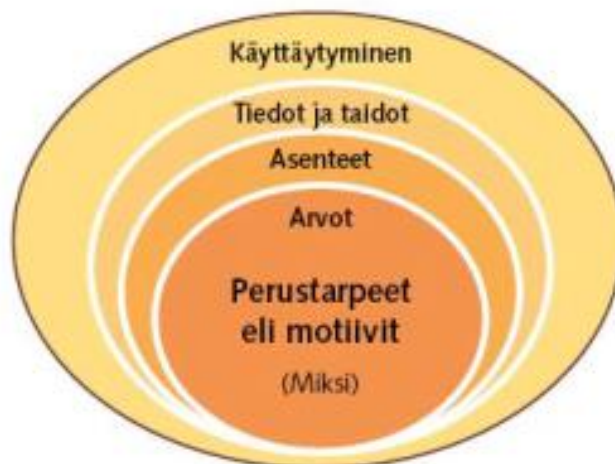 Käyttäytyminen
Tiedot ja taidot
Asenteet
Arvot
Perustarpeet
eli motiivit
(Miksi)